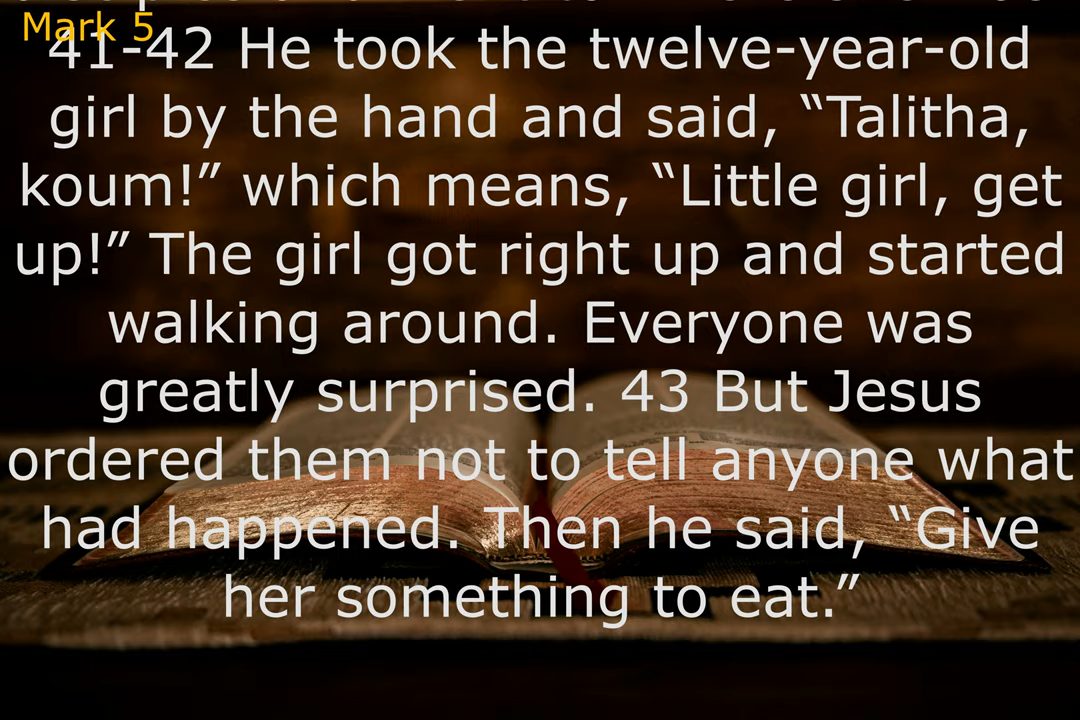 Mark 5
41-42 He took the twelve-year-old
girl by the hand and said, “Talitha,
koum!” which means, “Little girl, get
up!” The girl got right up and started
walking around. Everyone was
greatly surprised. 43 But Jesus
ordered them not to tell anyone what
had happened. Then he said, “Give
her something to eat.”